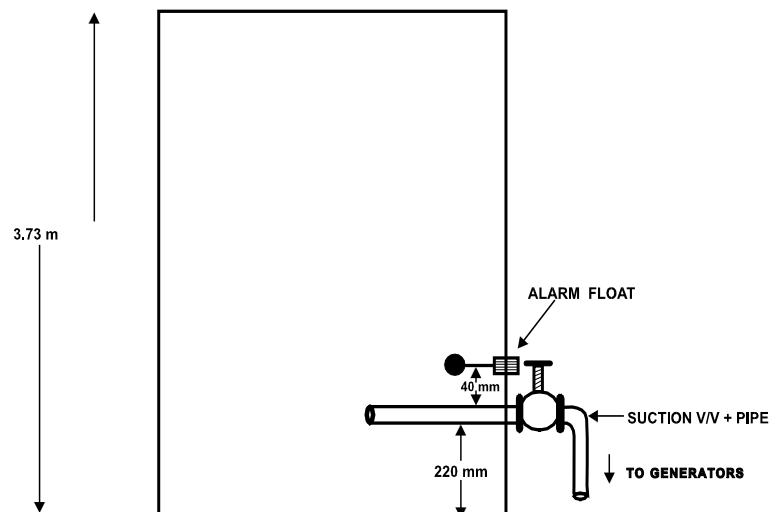 3.73 m
ALARM FLOAT
40 mm
SUCTION V/V + PIPE
220 mm
TO GENERATORS